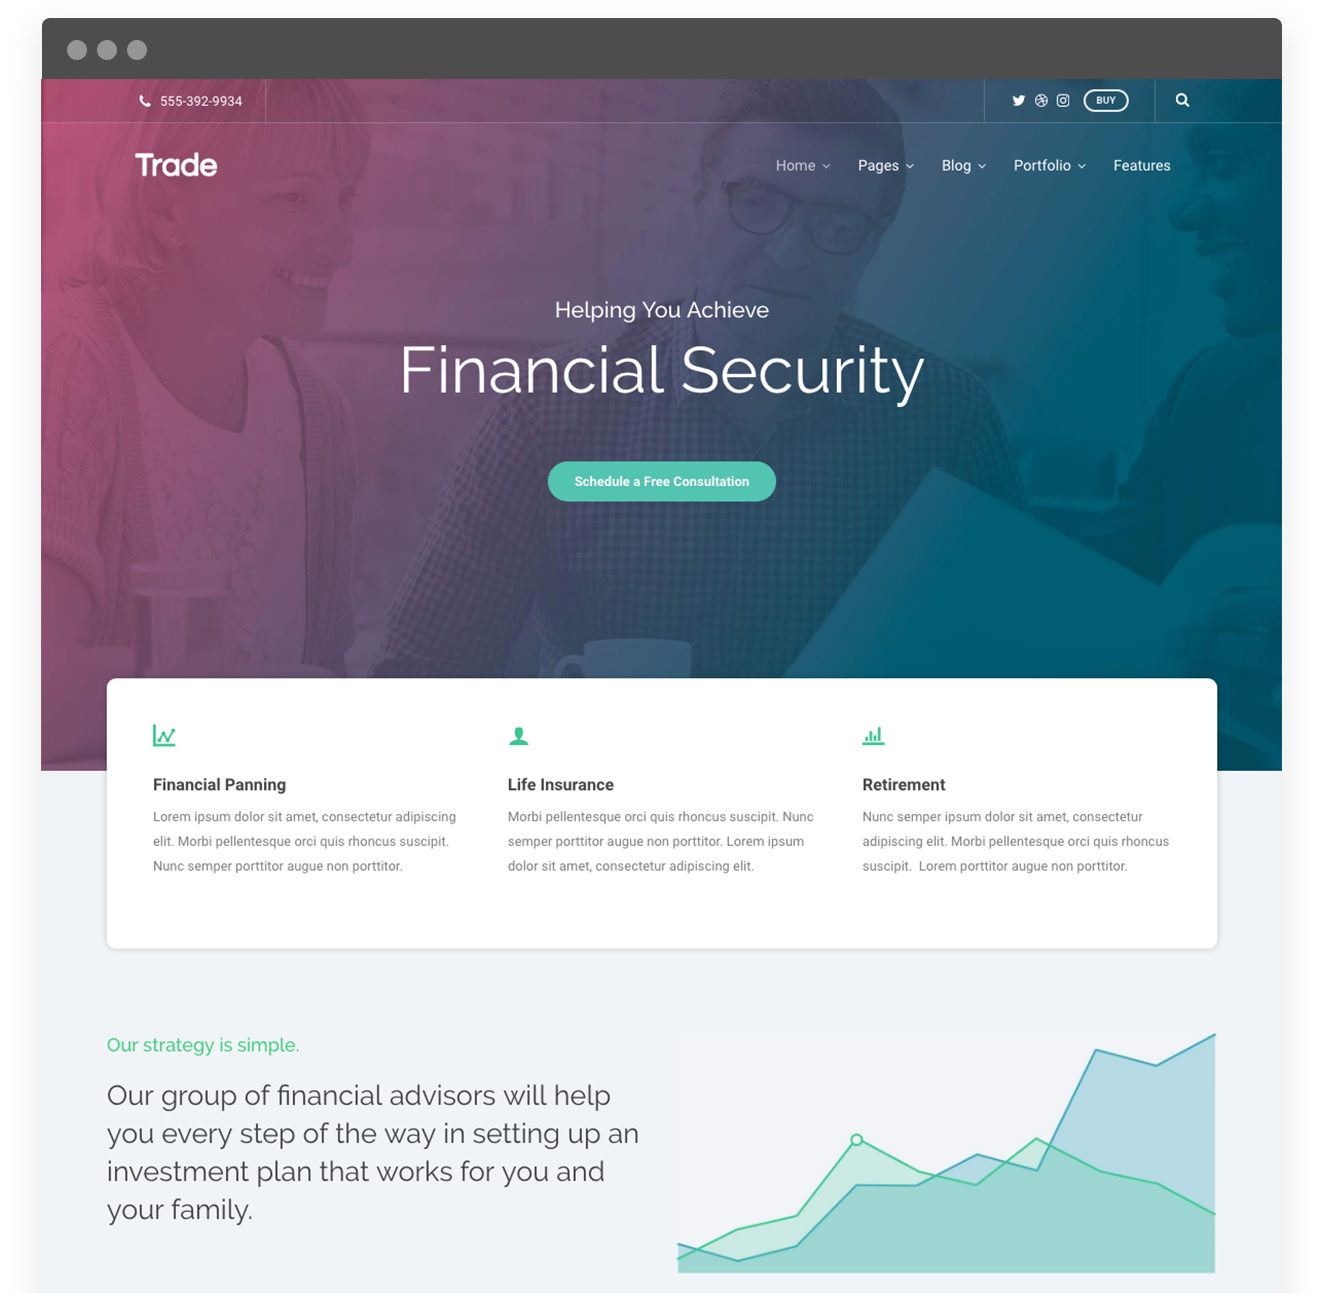 555-392-9934
BUY
Trade
Home
Pages
Blog
Portfolio
Features
Helping You Achieve
Financial Security
Schedule a Free Consultation
Financial Panning
Lorem ipsum dolor sit amet, consectetur adipiscing
elit. Morbi pellentesque orci quis rhoncus suscipit.
Nunc semper porttitor augue non porttitor.
Life Insurance
Morbi pellentesque orci quis rhoncus suscipit. Nunc
semper porttitor augue non porttitor. Lorem ipsum
dolor sit amet, consectetur adipiscing elit.
Retirement
Nunc semper ipsum dolor sit amet, consectetur
adipiscing elit. Morbi pellentesque orci quis rhoncus
suscipit.  Lorem porttitor augue non porttitor.
Our strategy is simple.
Our group of financial advisors will help
you every step of the way in setting up an
investment plan that works for you and
your family.